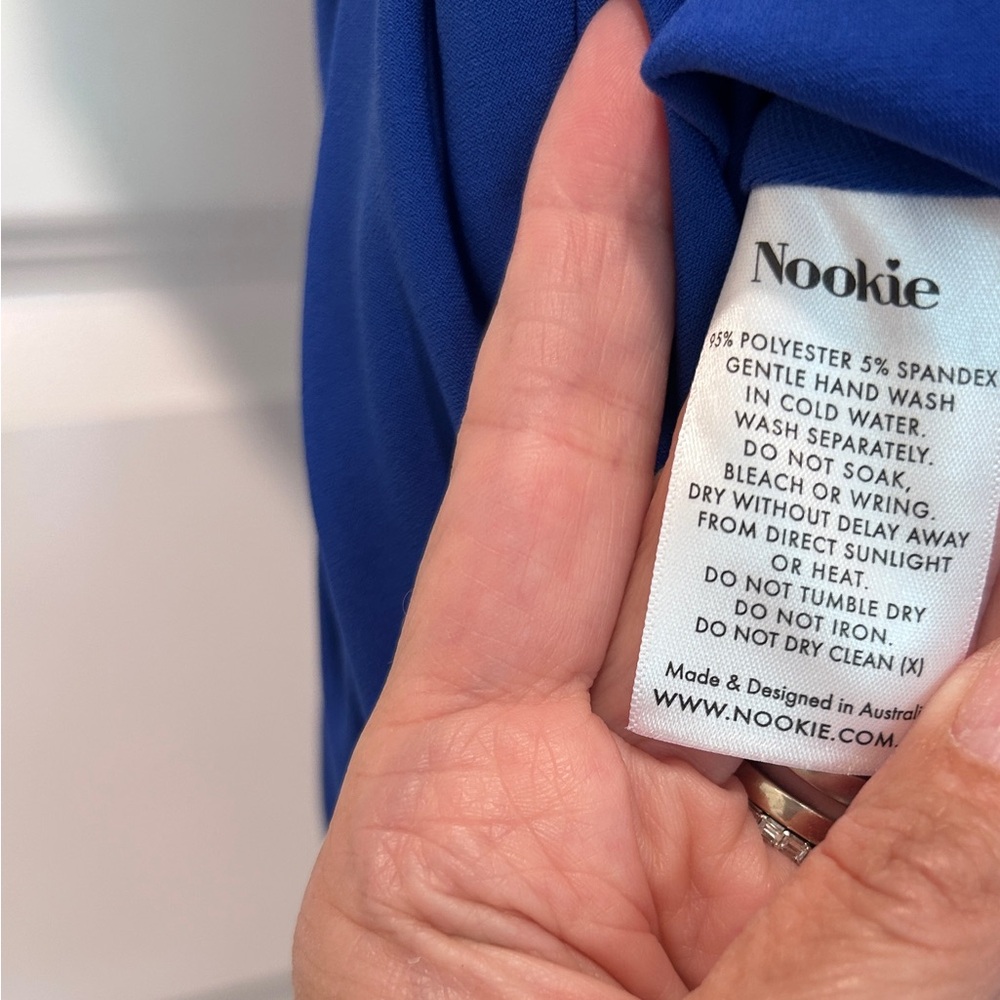 Nookie
95% POLYESTER 5% SPANDEX
GENTLE HAND WASH
IN COLD WATER.
WASH SEPARATELY.
DO NOT SOAK,
BLEACH OR WRING.
DRY WITHOUT DELAY AWAY
FROM DIRECT SUNLIGHT
OR HEAT.
DO NOT TUMBLE DRY
DO NOT IRON.
DO NOT DRY CLEAN (X)
Made & Designed in Australi
WWW.NOOKIE.COM.